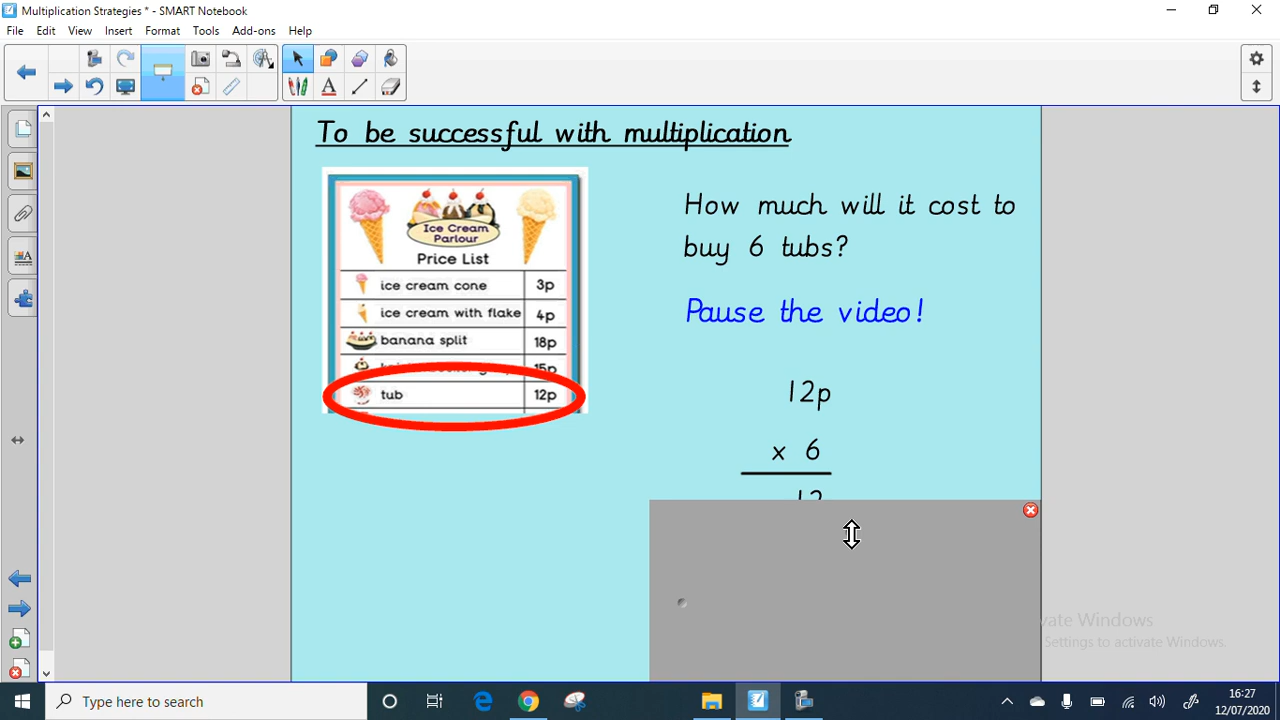 Multiplication Strategies * - SMART Notebook
File Edit View Insert Format Tools Add-ons Help
To be successful with multiplication
Ice Cream
Parlour
Price List
ice cream cone 3p
ice cream with flake 4p
banana split 18p
15p
tub 12p
How much will it cost to
buy 6 tubs?
Pause the video!
12p
x 6
12
vate Windows
Settings to activate Windows.
Type here to search
16:27
12/07/2020